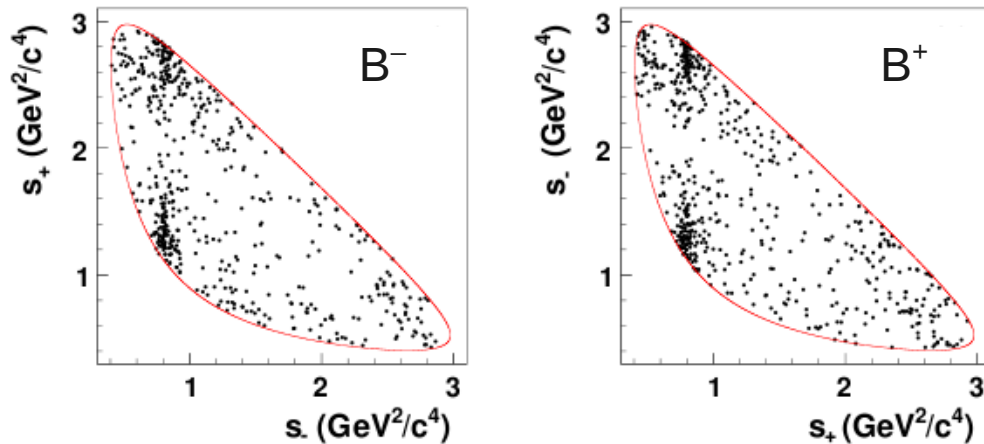 s₊ (GeV²/c⁴)
3
2
1
B⁻
1
2
3
s₋ (GeV²/c⁴)
s₋ (GeV²/c⁴)
3
2
1
B⁺
1
2
3
s₊ (GeV²/c⁴)